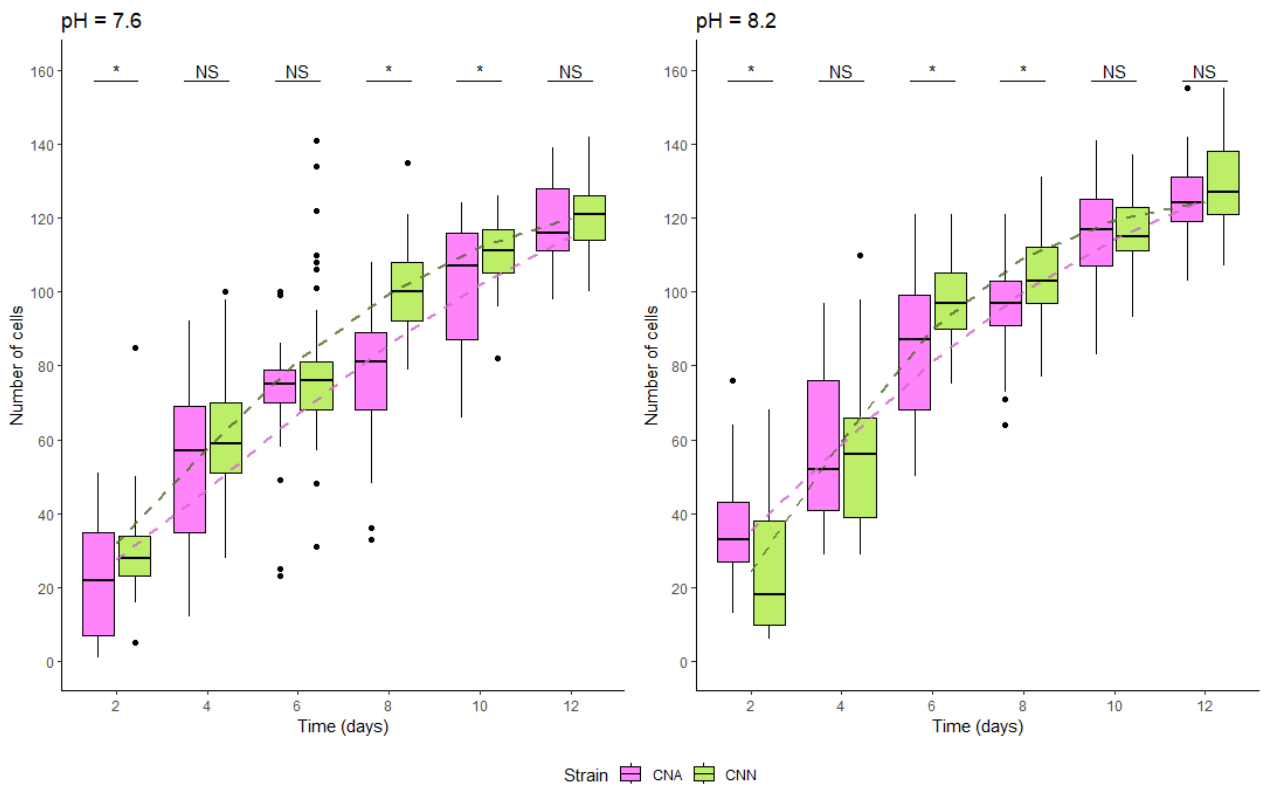 pH = 7.6
Number of cells
160
140
120
100
80
60
40
20
0
* NS NS * * NS
2 4 6 8 10 12
Time (days)
pH = 8.2
Number of cells
160
140
120
100
80
60
40
20
0
* NS * * NS NS
2 4 6 8 10 12
Time (days)
Strain CNA CNN